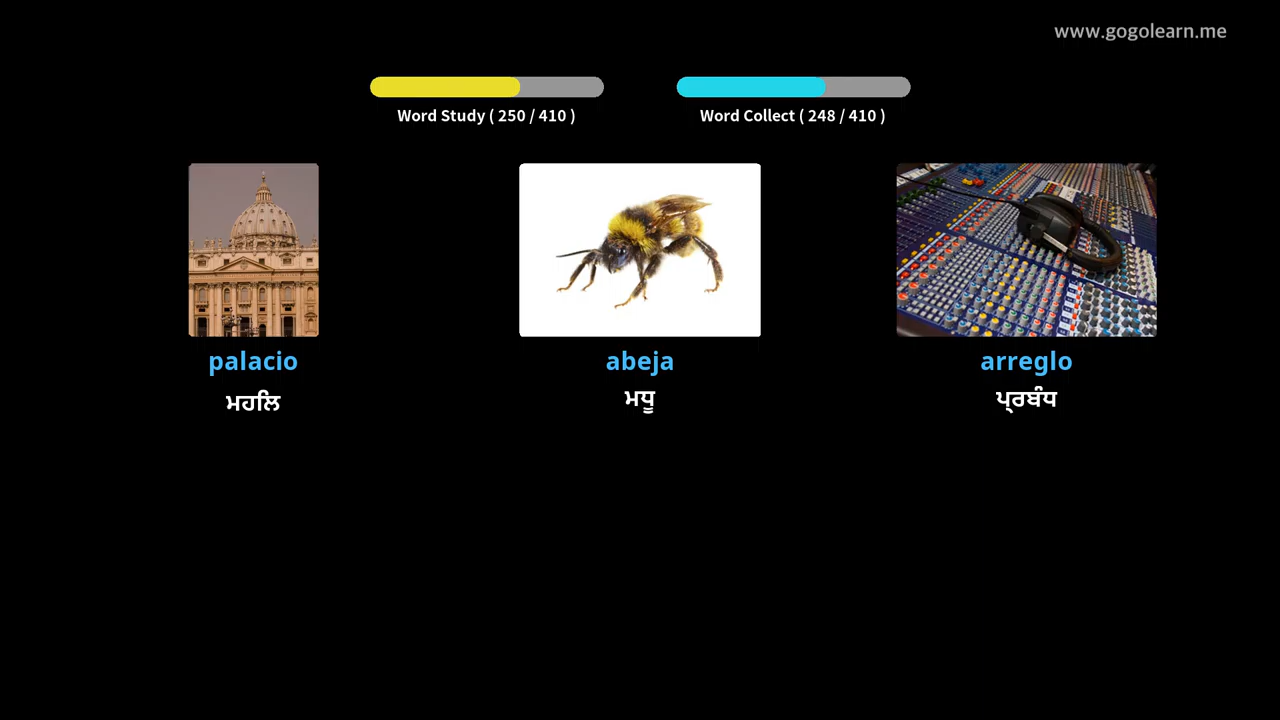 www.gogolearn.me
Word Study ( 250 / 410 )
Word Collect ( 248 / 410 )
palacio
abeja
arreglo
ਮਹਲਿ
ਮਧੂ
ਪ੍ਰਬੰਧ